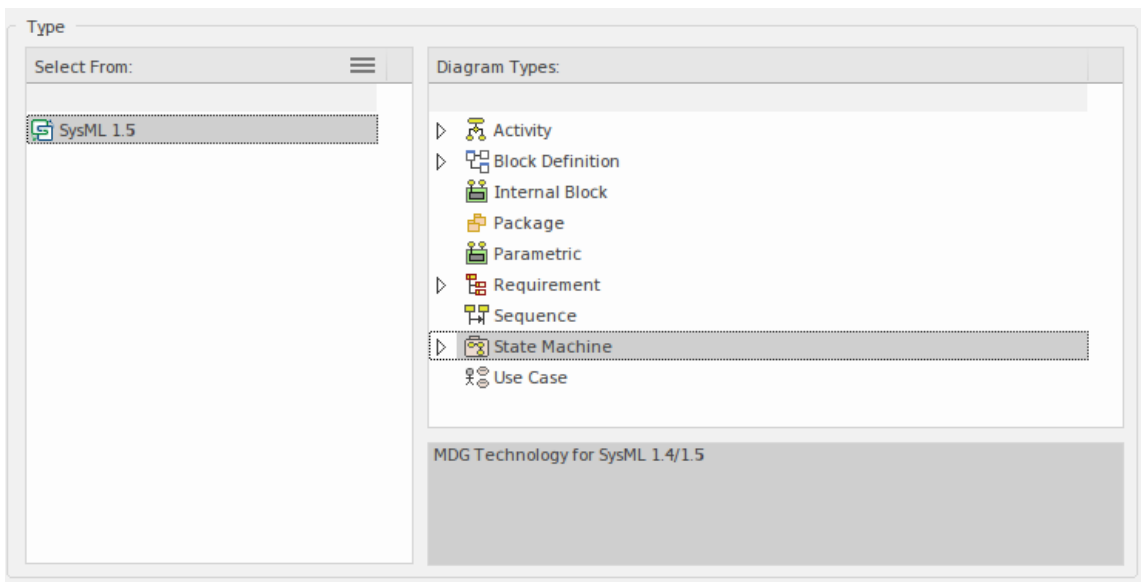 Type
Select From:
Diagram Types:
SysML 1.5
Activity
Block Definition
Internal Block
Package
Parametric
Requirement
Sequence
State Machine
Use Case
MDG Technology for SysML 1.4/1.5